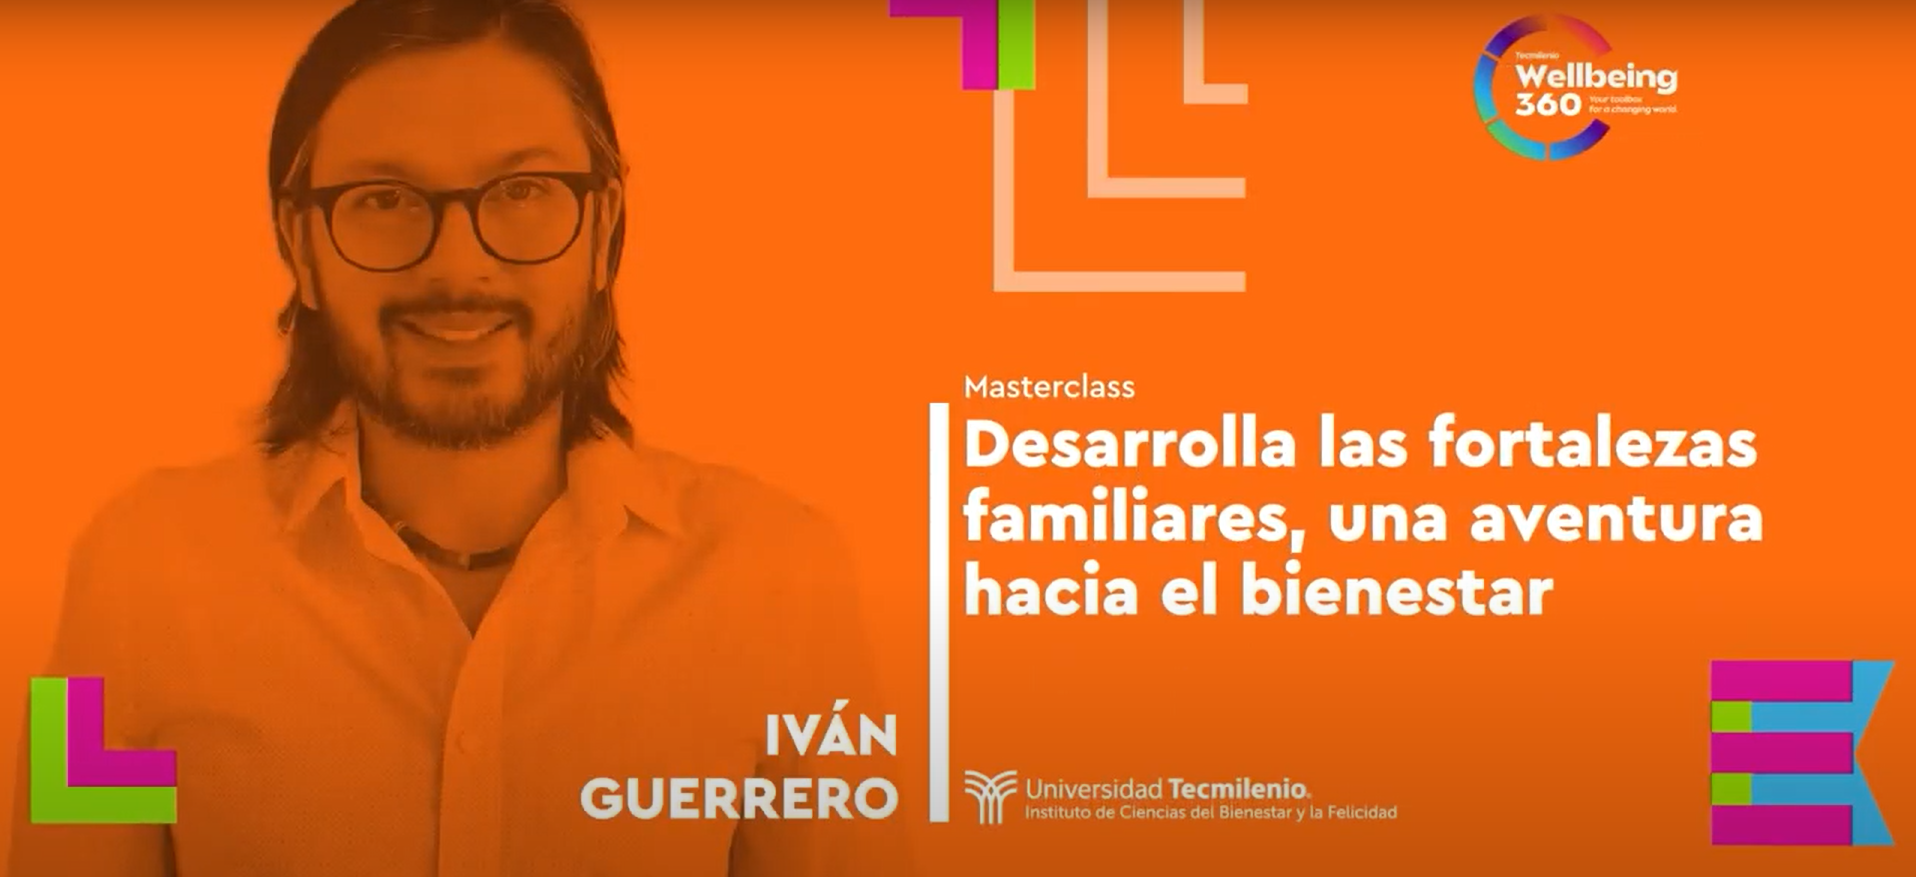 Tecmilenio
Wellbeing
360 Your toolbox
for a changing world
Masterclass
Desarrolla las fortalezas
familiares, una aventura
hacia el bienestar
IVÁN
GUERRERO
Universidad Tecmilenio.
Instituto de Ciencias del Bienestar y la Felicidad